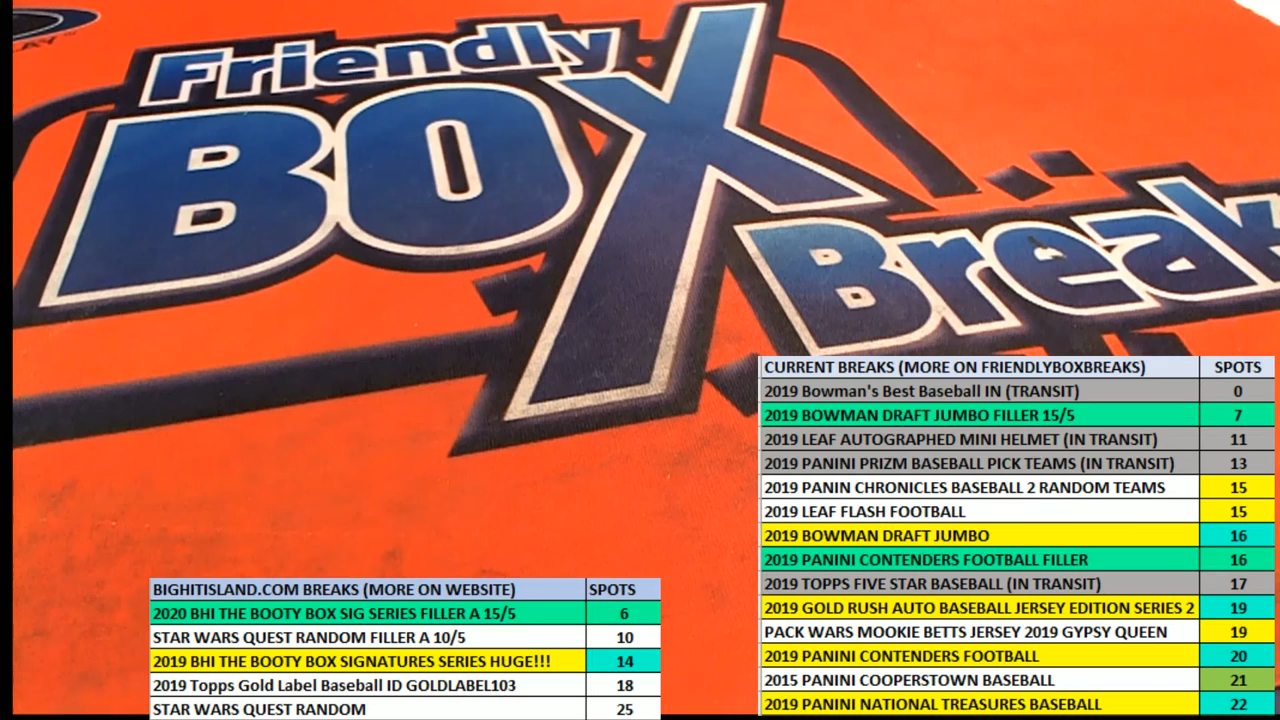 Friendly
BOX
Break
BIGHITISLAND.COM BREAKS (MORE ON WEBSITE) SPOTS
2020 BHI THE BOOTY BOX SIG SERIES FILLER A 15/5 6
STAR WARS QUEST RANDOM FILLER A 10/5 10
2019 BHI THE BOOTY BOX SIGNATURES SERIES HUGE!!! 14
2019 Topps Gold Label Baseball ID GOLDLABEL103 18
STAR WARS QUEST RANDOM 25
CURRENT BREAKS (MORE ON FRIENDLYBOXBREAKS) SPOTS
2019 Bowman's Best Baseball IN (TRANSIT) 0
2019 BOWMAN DRAFT JUMBO FILLER 15/5 7
2019 LEAF AUTOGRAPHED MINI HELMET (IN TRANSIT) 11
2019 PANINI PRIZM BASEBALL PICK TEAMS (IN TRANSIT) 13
2019 PANIN CHRONICLES BASEBALL 2 RANDOM TEAMS 15
2019 LEAF FLASH FOOTBALL 15
2019 BOWMAN DRAFT JUMBO 16
2019 PANINI CONTENDERS FOOTBALL FILLER 16
2019 TOPPS FIVE STAR BASEBALL (IN TRANSIT) 17
2019 GOLD RUSH AUTO BASEBALL JERSEY EDITION SERIES 2 19
PACK WARS MOOKIE BETTS JERSEY 2019 GYPSY QUEEN 19
2019 PANINI CONTENDERS FOOTBALL 20
2015 PANINI COOPERSTOWN BASEBALL 21
2019 PANINI NATIONAL TREASURES BASEBALL 22